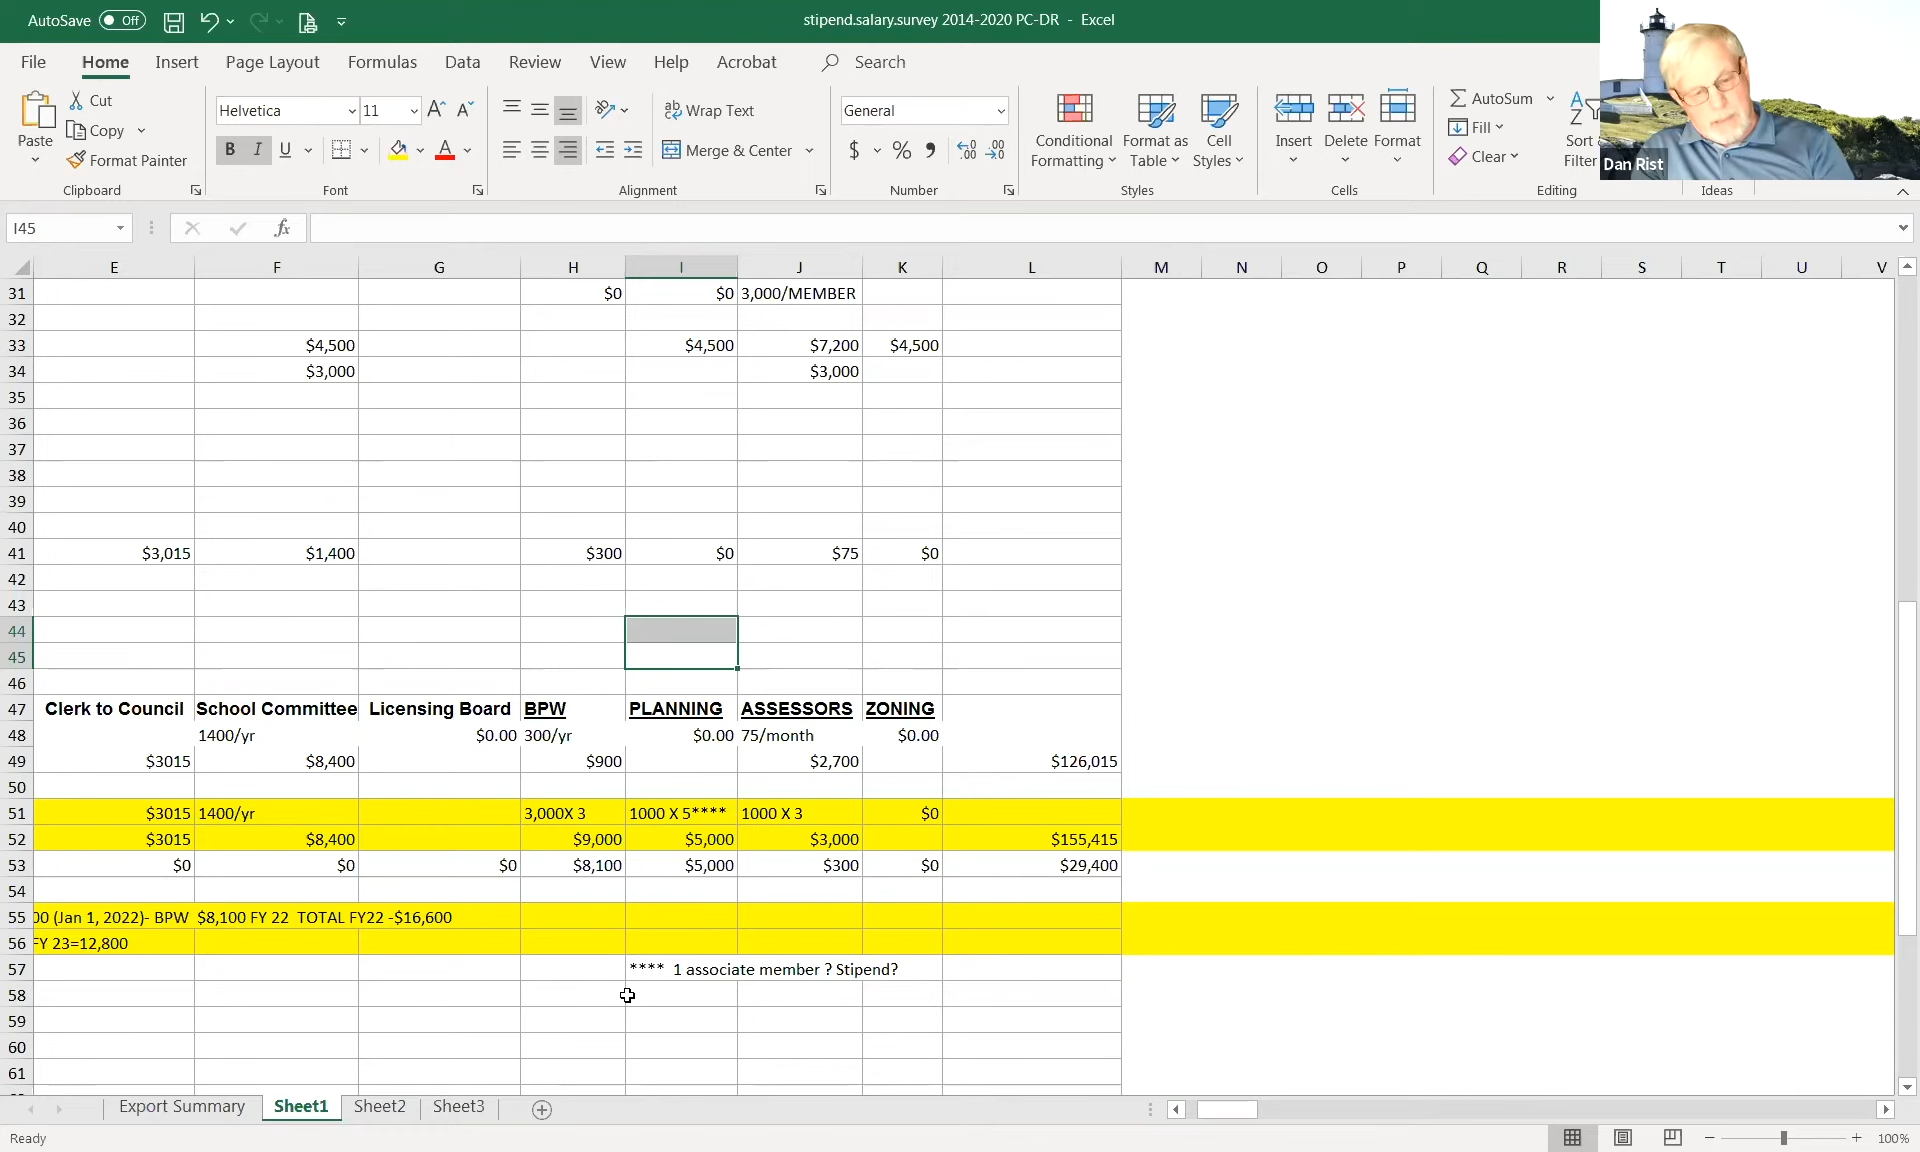 AutoSave Off stipend.salary.survey 2014-2020 PC-DR - Excel
File Home Insert Page Layout Formulas Data Review View Help Acrobat Search
Cut
Copy
Format Painter
Paste
Clipboard
Helvetica 11
B I U A
Font
ab Wrap Text
Merge & Center
Alignment
General
$ % ,
Number
Conditional Formatting
Format as Table
Cell Styles
Styles
Insert Delete Format
Cells
AutoSum
Fill
Clear
Sort
Filter
Editing
Ideas
Dan Rist
I45 fx
E F G H I J K L M N O P Q R S T U V
31 $0 $0 3,000/MEMBER
32
33 $4,500 $4,500 $7,200 $4,500
34 $3,000 $3,000
35
36
37
38
39
40
41 $3,015 $1,400 $300 $0 $75 $0
42
43
44
45
46
47 Clerk to Council School Committee Licensing Board BPW PLANNING ASSESSORS ZONING
48 1400/yr $0.00 300/yr $0.00 75/month $0.00
49 $3015 $8,400 $900 $2,700 $126,015
50
51 $3015 1400/yr 3,000X 3 1000 X 5**** 1000 X 3 $0
52 $3015 $8,400 $9,000 $5,000 $3,000 $155,415
53 $0 $0 $0 $8,100 $5,000 $300 $0 $29,400
54
55 00 (Jan 1, 2022)- BPW $8,100 FY 22 TOTAL FY22 -$16,600
56 FY 23=12,800
57 **** 1 associate member ? Stipend?
58
59
60
61
Export Summary Sheet1 Sheet2 Sheet3
Ready 100%